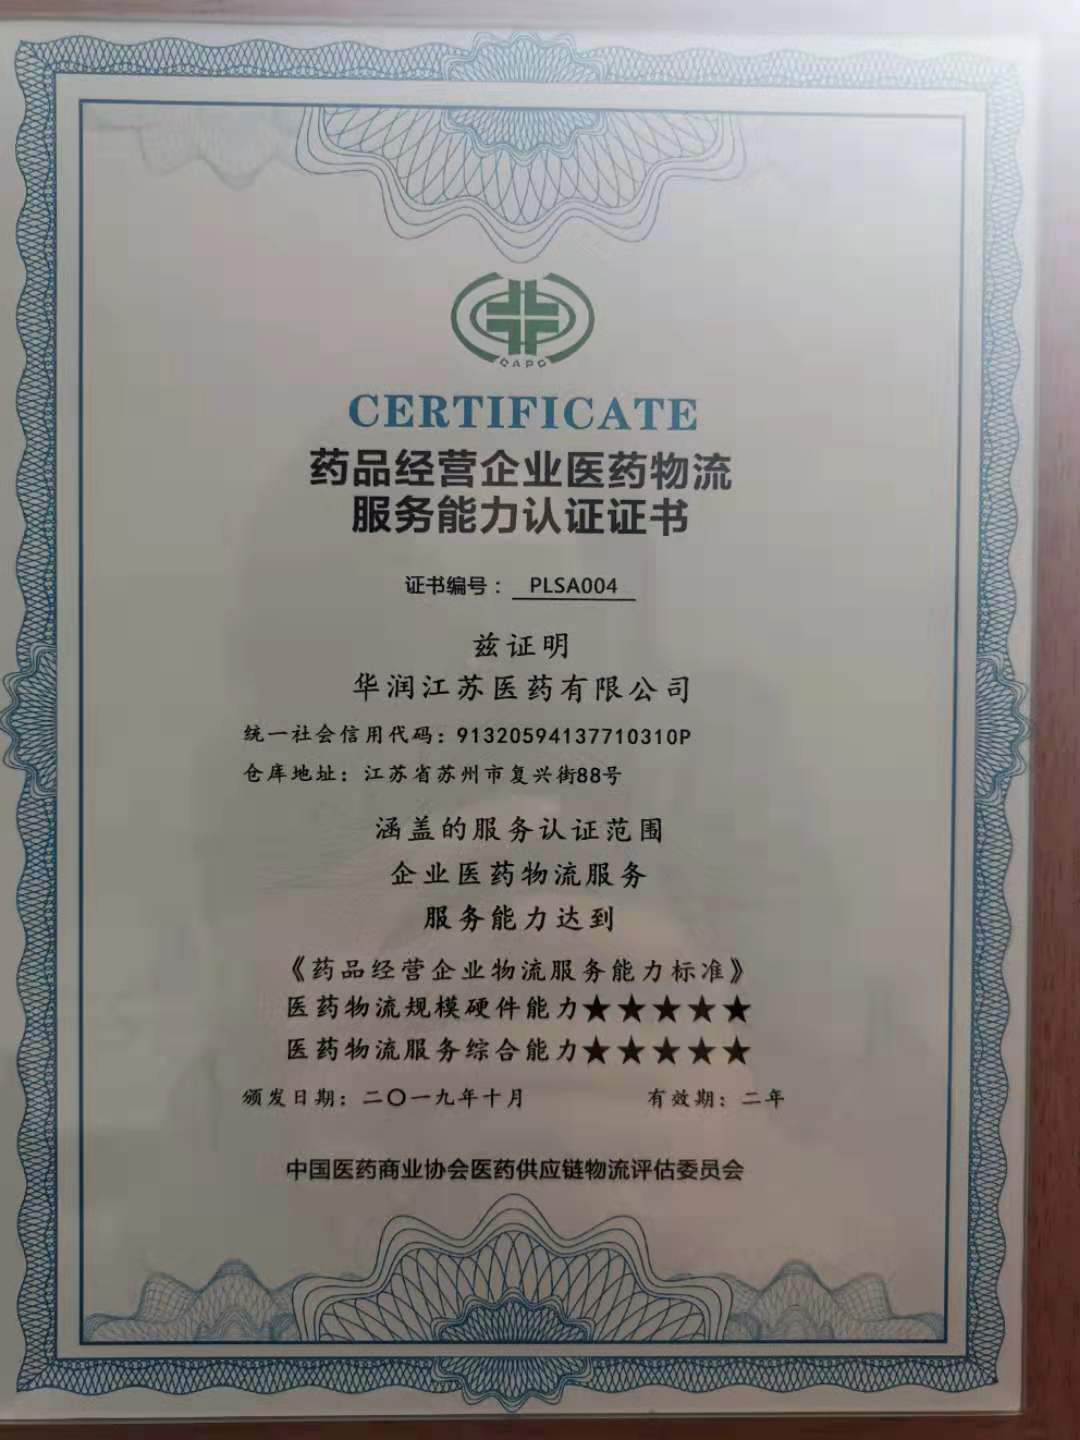 CAPC
CERTIFICATE
药品经营企业医药物流
服务能力认证证书
证书编号： PLSA004
兹证明
华润江苏医药有限公司
统一社会信用代码：91320594137710310P
仓库地址：江苏省苏州市复兴街88号
涵盖的服务认证范围
企业医药物流服务
服务能力达到
《药品经营企业物流服务能力标准》
医药物流规模硬件能力★★★★★
医药物流服务综合能力★★★★★
颁发日期：二〇一九年十月 有效期：二年
中国医药商业协会医药供应链物流评估委员会